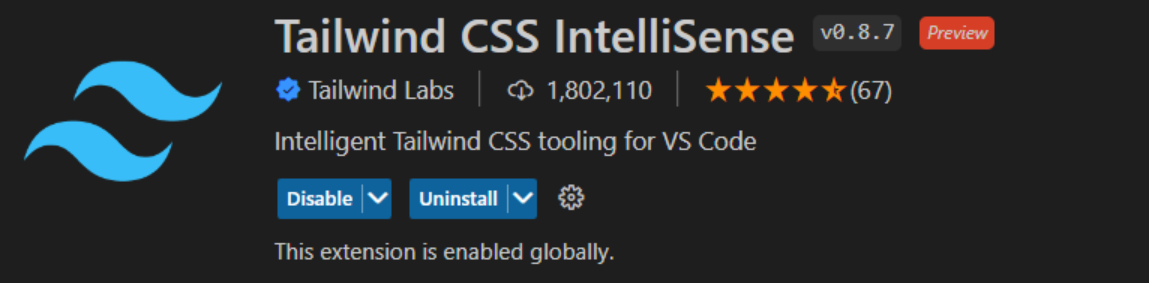 Tailwind CSS IntelliSense v0.8.7 Preview
Tailwind Labs 1,802,110 (67)
Intelligent Tailwind CSS tooling for VS Code
Disable Uninstall
This extension is enabled globally.